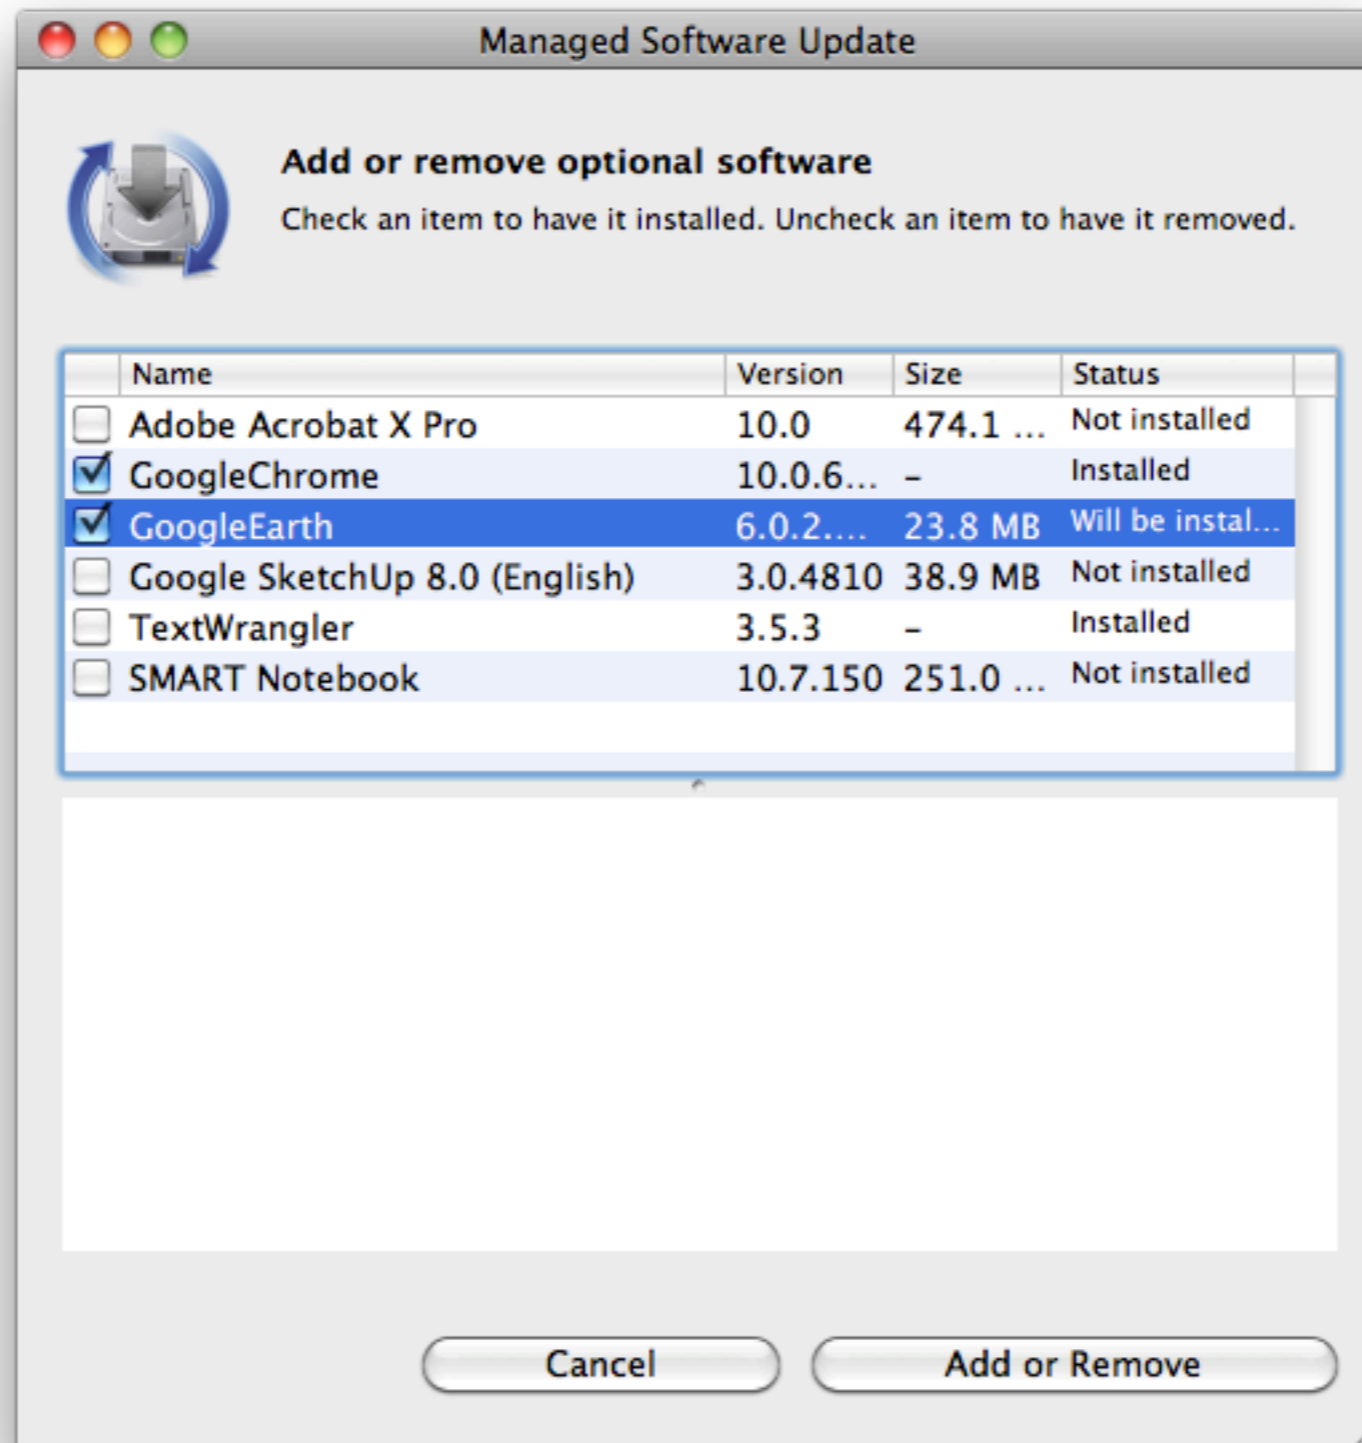 Managed Software Update
Add or remove optional software
Check an item to have it installed. Uncheck an item to have it removed.
Name Version Size Status
Adobe Acrobat X Pro 10.0 474.1 ... Not installed
GoogleChrome 10.0.6... – Installed
GoogleEarth 6.0.2.... 23.8 MB Will be instal...
Google SketchUp 8.0 (English) 3.0.4810 38.9 MB Not installed
TextWrangler 3.5.3 – Installed
SMART Notebook 10.7.150 251.0 ... Not installed
Cancel Add or Remove